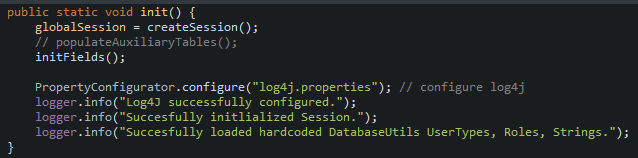 public static void init() {
globalSession = createSession();
// populateAuxiliaryTables();
initFields();
PropertyConfigurator.configure("log4j.properties"); // configure log4j
logger.info("Log4J successfully configured.");
logger.info("Succesfully initlialized Session.");
logger.info("Succesfully loaded hardcoded DatabaseUtils UserTypes, Roles, Strings.");
}